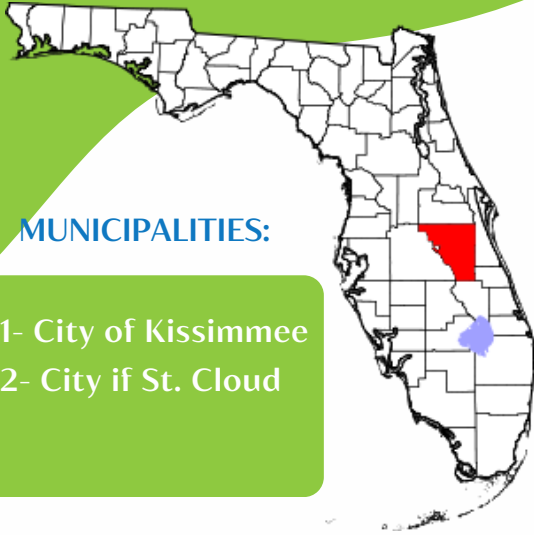 MUNICIPALITIES:
1- City of Kissimmee
2- City if St. Cloud